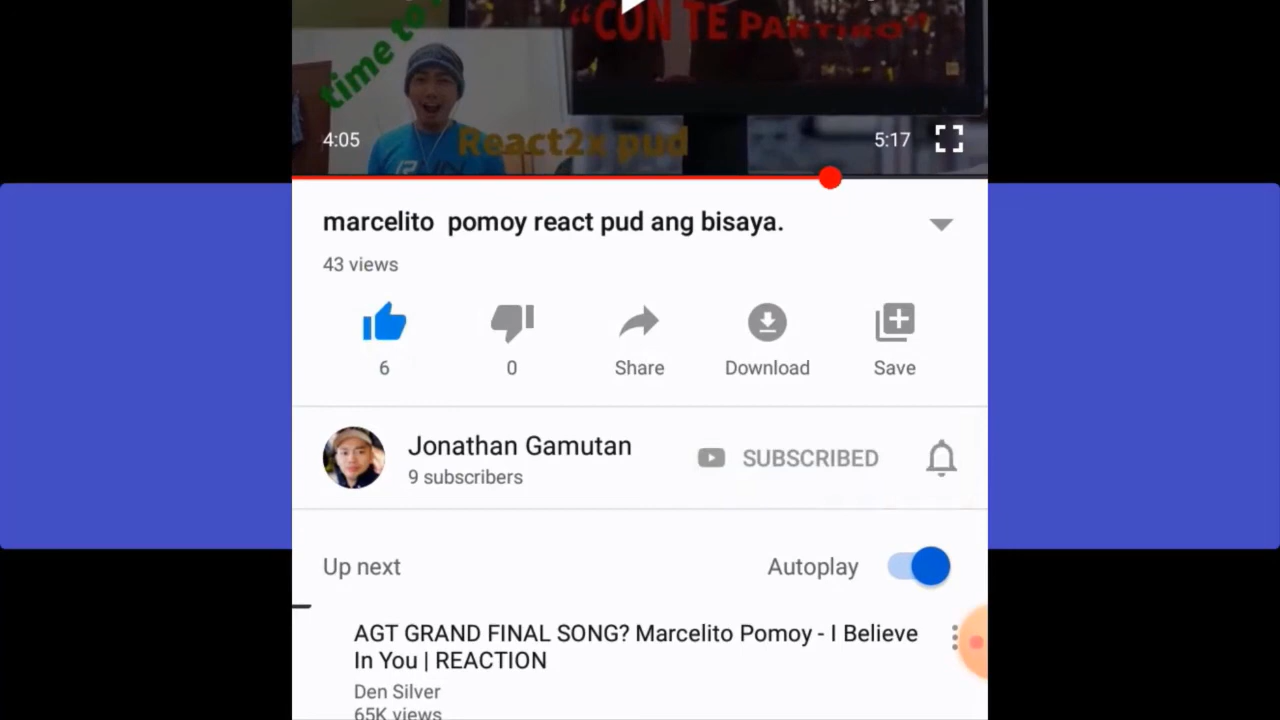 time to
"CON TE PARTIRO"
React2x pud
4:05
5:17
marcelito pomoy react pud ang bisaya.
43 views
6
0
Share
Download
Save
Jonathan Gamutan
9 subscribers
SUBSCRIBED
Up next
Autoplay
AGT GRAND FINAL SONG? Marcelito Pomoy - I Believe
In You | REACTION
Den Silver
65K views